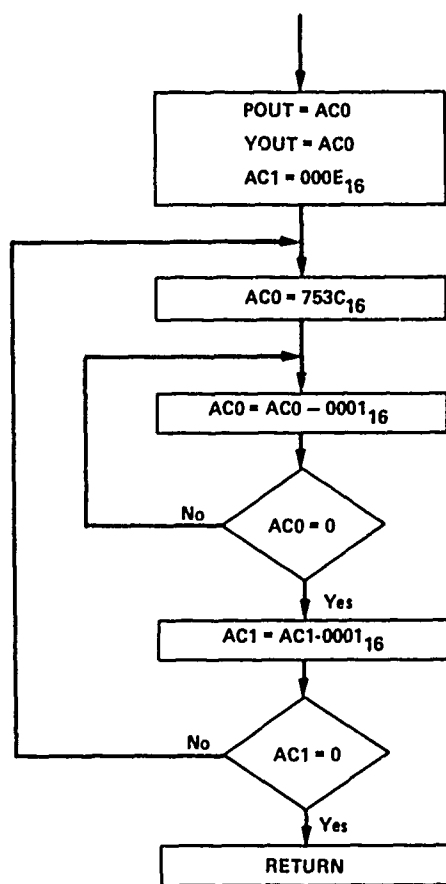 POUT = AC0
YOUT = AC0
AC1 = 000E16
AC0 = 753C16
AC0 = AC0 – 000116
No
AC0 = 0
Yes
AC1 = AC1-000116
No
AC1 = 0
Yes
RETURN